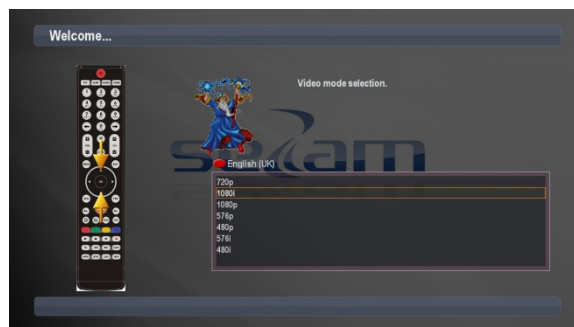 Welcome...
Video mode selection.
English (UK)
720p
1080i
1080p
576p
480p
576i
480i